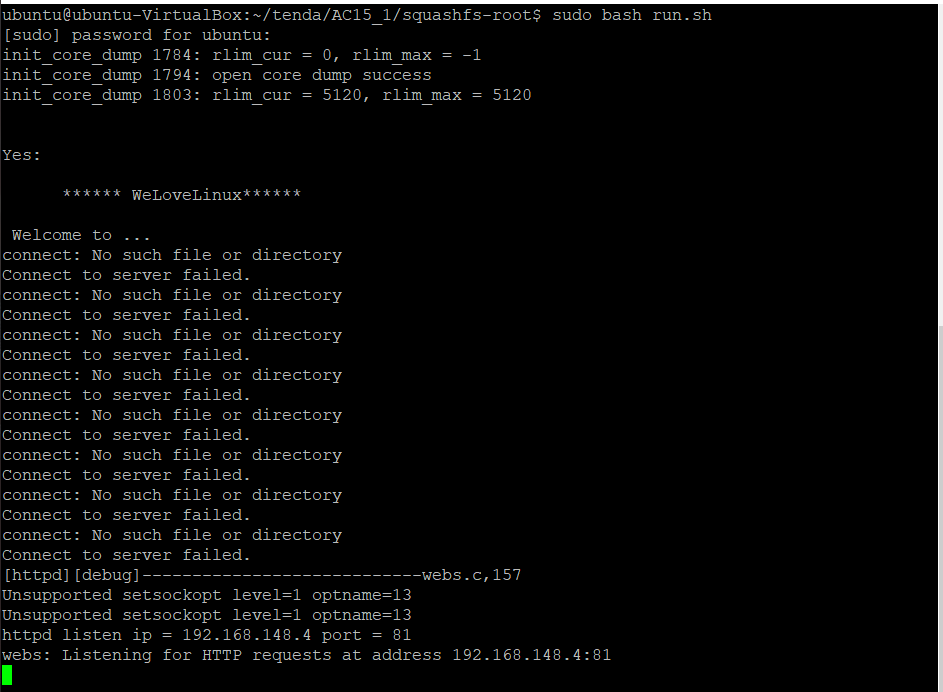 ubuntu@ubuntu-VirtualBox:~/tenda/AC15_1/squashfs-root$ sudo bash run.sh
[sudo] password for ubuntu:
init_core_dump 1784: rlim_cur = 0, rlim_max = -1
init_core_dump 1794: open core dump success
init_core_dump 1803: rlim_cur = 5120, rlim_max = 5120
Yes:
****** WeLoveLinux******
Welcome to ...
connect: No such file or directory
Connect to server failed.
connect: No such file or directory
Connect to server failed.
connect: No such file or directory
Connect to server failed.
connect: No such file or directory
Connect to server failed.
connect: No such file or directory
Connect to server failed.
connect: No such file or directory
Connect to server failed.
connect: No such file or directory
Connect to server failed.
connect: No such file or directory
Connect to server failed.
[httpd][debug]----------------------------webs.c,157
Unsupported setsockopt level=1 optname=13
Unsupported setsockopt level=1 optname=13
httpd listen ip = 192.168.148.4 port = 81
webs: Listening for HTTP requests at address 192.168.148.4:81